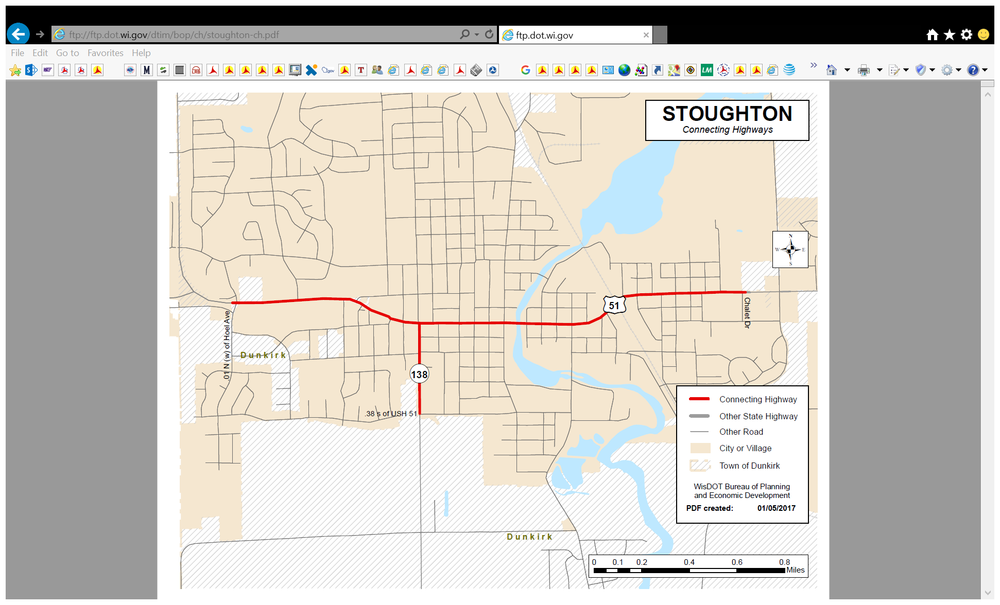 ftp://ftp.dot.wi.gov/dtim/bop/ch/stoughton-ch.pdf
ftp.dot.wi.gov
File Edit Go to Favorites Help
S
M
LRB
gov
T
G
LM
STOUGHTON
Connecting Highways
N
W E
S
51
Chalet Dr
.01 N (w) of Hoel Ave
Dunkirk
138
.38 s of USH 51
Connecting Highway
Other State Highway
Other Road
City or Village
Town of Dunkirk
WisDOT Bureau of Planning
and Economic Development
PDF created: 01/05/2017
Dunkirk
0 0.1 0.2 0.4 0.6 0.8
Miles